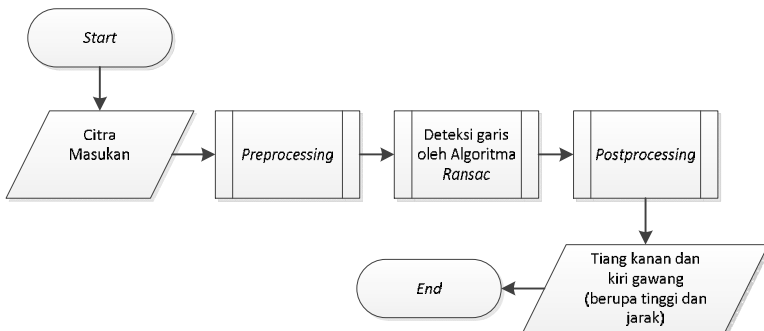 Start
Citra
Masukan
Preprocessing
Deteksi garis
oleh Algoritma
Ransac
Postprocessing
Tiang kanan dan
kiri gawang
(berupa tinggi dan
jarak)
End